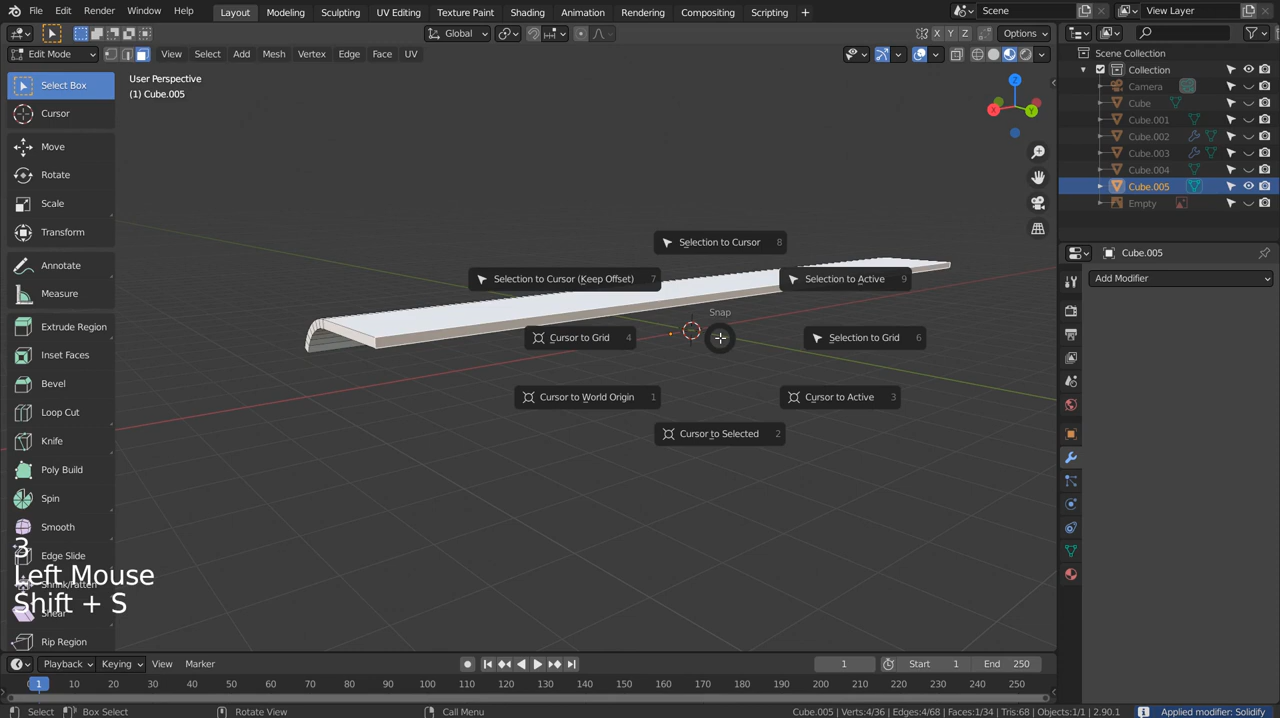 File Edit Render Window Help Layout Modeling Sculpting UV Editing Texture Paint Shading Animation Rendering Compositing Scripting + Scene View Layer
Global X Y Z Options
Edit Mode View Select Add Mesh Vertex Edge Face UV
Scene Collection
Collection
Camera
Cube
Cube.001
Cube.002
Cube.003
Cube.004
Cube.005
Empty
Cube.005
Add Modifier
Select Box
Cursor
Move
Rotate
Scale
Transform
Annotate
Measure
Extrude Region
Inset Faces
Bevel
Loop Cut
Knife
Poly Build
Spin
Smooth
Edge Slide
Shrink/Fatten
Shear
Rip Region
User Perspective
(1) Cube.005
Z
X Y
Selection to Cursor 8
Selection to Cursor (Keep Offset) 7
Selection to Active 9
Snap
Cursor to Grid 4
Selection to Grid 6
Cursor to World Origin 1
Cursor to Active 3
Cursor to Selected 2
3
Left Mouse
Shift + S
Playback Keying View Marker 1 Start 1 End 250
1 10 20 30 40 50 60 70 80 90 100 110 120 130 140 150 160 170 180 190 200 210 220 230 240 250
Select Box Select Rotate View Call Menu Cube.005 | Verts:4/36 | Edges:4/68 | Faces:1/34 | Tris:68 | Objects:1/1 | 2.90.1 Applied modifier: Solidify